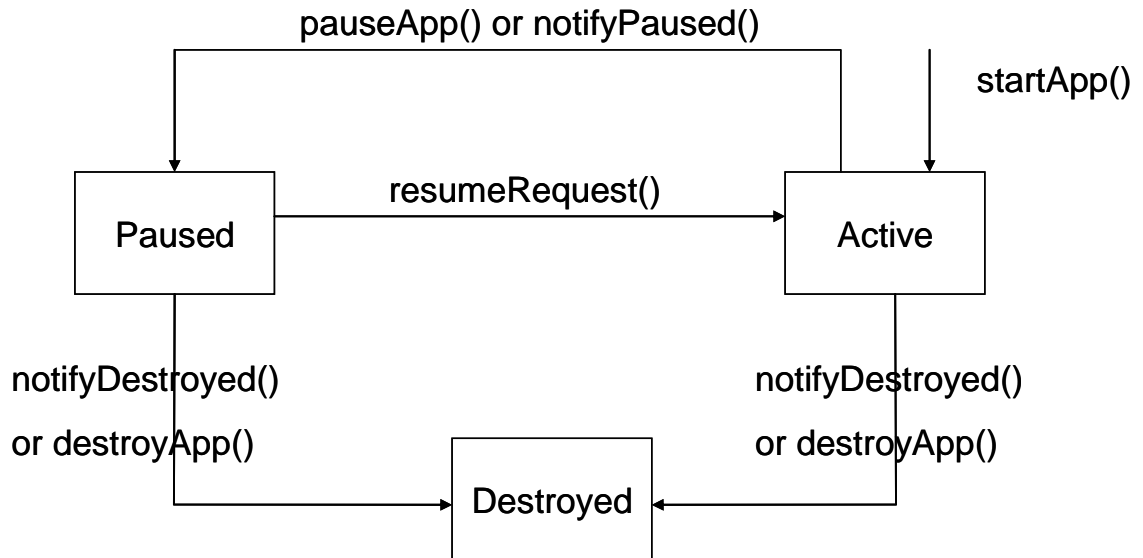 pauseApp() or notifyPaused()
startApp()
resumeRequest()
Paused
Active
notifyDestroyed()
or destroyApp()
notifyDestroyed()
or destroyApp()
Destroyed